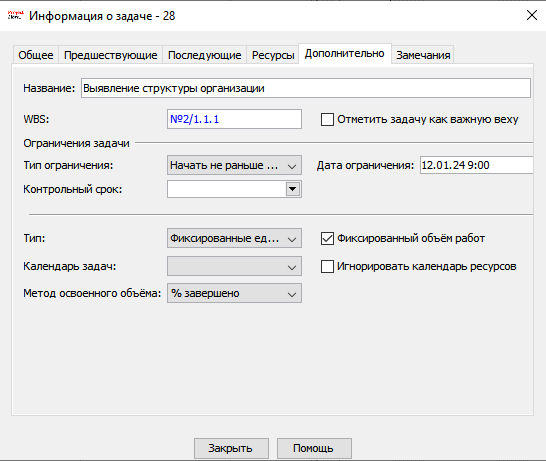 Информация о задаче - 28
Общее Предшествующие Последующие Ресурсы Дополнительно Замечания
Название: Выявление структуры организации
WBS: №2/1.1.1 Отметить задачу как важную веху
Ограничения задачи
Тип ограничения: Начать не раньше ... Дата ограничения: 12.01.24 9:00
Контрольный срок:
Тип: Фиксированные ед... Фиксированный объём работ
Календарь задач: Игнорировать календарь ресурсов
Метод освоенного объёма: % завершено
Закрыть Помощь